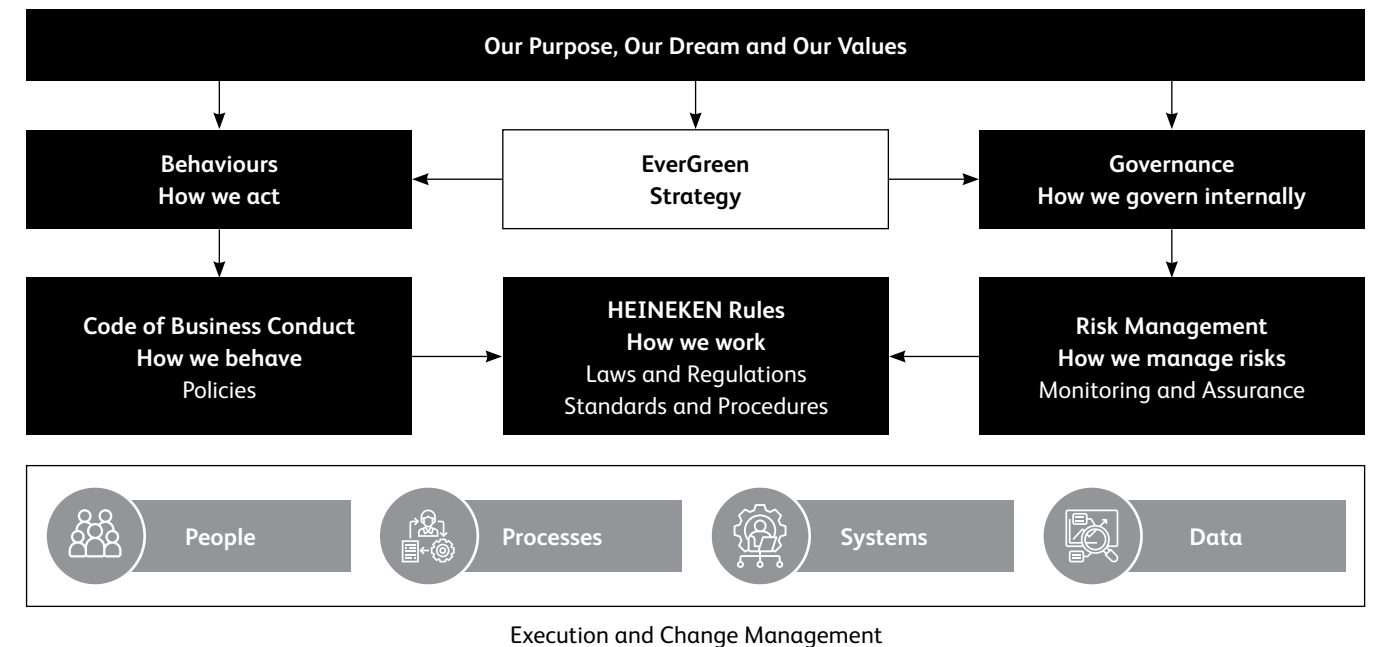 Our Purpose, Our Dream and Our Values
Behaviours
How we act
EverGreen
Strategy
Governance
How we govern internally
Code of Business Conduct
How we behave
Policies
HEINEKEN Rules
How we work
Laws and Regulations
Standards and Procedures
Risk Management
How we manage risks
Monitoring and Assurance
People
Processes
Systems
Data
Execution and Change Management